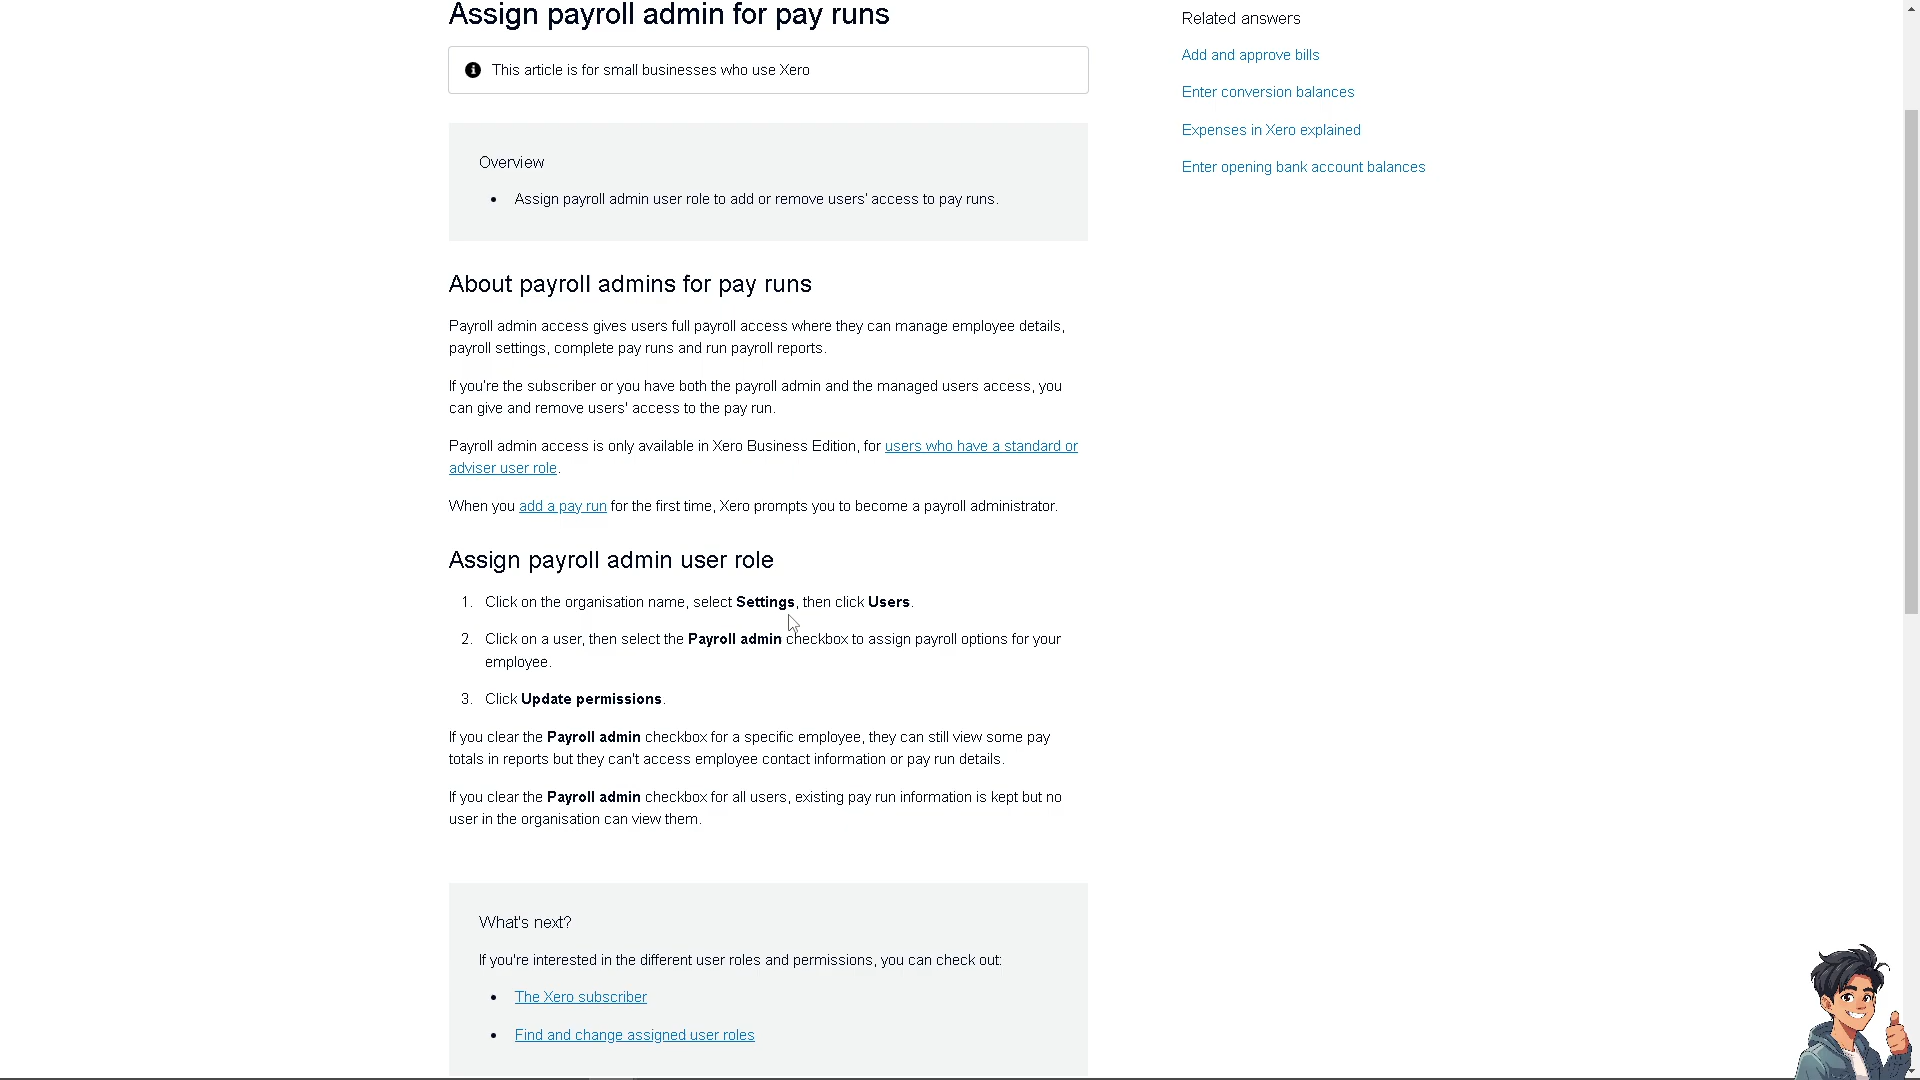 Assign payroll admin for pay runs
This article is for small businesses who use Xero
Overview
• Assign payroll admin user role to add or remove users' access to pay runs.
About payroll admins for pay runs
Payroll admin access gives users full payroll access where they can manage employee details,
payroll settings, complete pay runs and run payroll reports.
If you're the subscriber or you have both the payroll admin and the managed users access, you
can give and remove users' access to the pay run.
Payroll admin access is only available in Xero Business Edition, for users who have a standard or
adviser user role.
When you add a pay run for the first time, Xero prompts you to become a payroll administrator.
Assign payroll admin user role
1. Click on the organisation name, select Settings, then click Users.
2. Click on a user, then select the Payroll admin checkbox to assign payroll options for your
employee.
3. Click Update permissions.
If you clear the Payroll admin checkbox for a specific employee, they can still view some pay
totals in reports but they can't access employee contact information or pay run details.
If you clear the Payroll admin checkbox for all users, existing pay run information is kept but no
user in the organisation can view them.
What's next?
If you're interested in the different user roles and permissions, you can check out:
• The Xero subscriber
• Find and change assigned user roles
Related answers
Add and approve bills
Enter conversion balances
Expenses in Xero explained
Enter opening bank account balances